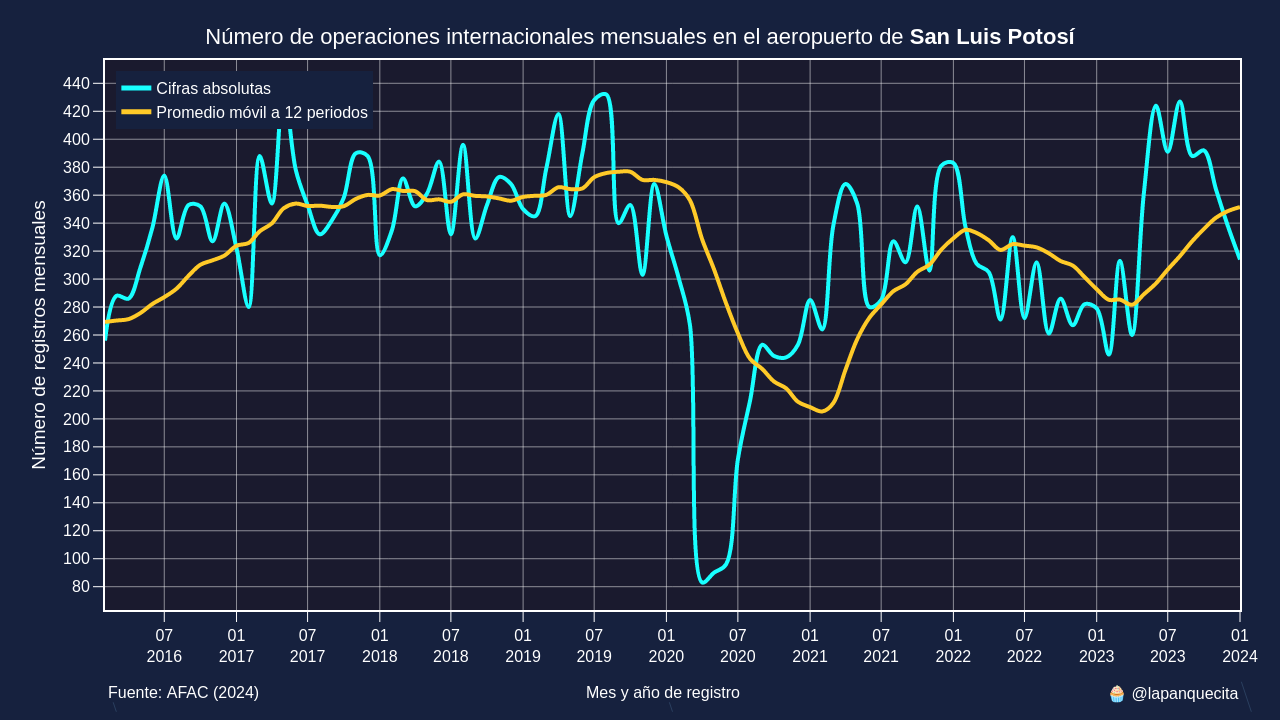 Número de operaciones internacionales mensuales en el aeropuerto de San Luis Potosí
Cifras absolutas
Promedio móvil a 12 periodos
Número de registros mensuales
440
420
400
380
360
340
320
300
280
260
240
220
200
180
160
140
120
100
80
07 01 07 01 07 01 07 01 07 01 07 01 07 01 07 01
2016 2017 2017 2018 2018 2019 2019 2020 2020 2021 2021 2022 2022 2023 2023 2024
Fuente: AFAC (2024) Mes y año de registro 🧁 @lapanquecita